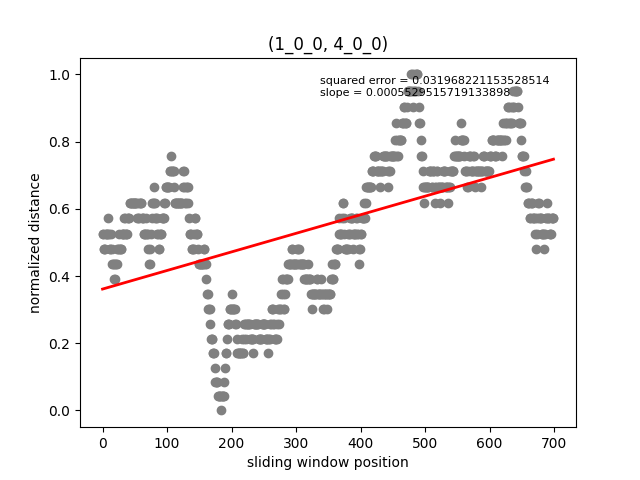 (1_0_0, 4_0_0)
squared error = 0.031968221153528514
slope = 0.0005529515719133898
1.0
0.8
0.6
0.4
0.2
0.0
normalized distance
0 100 200 300 400 500 600 700
sliding window position